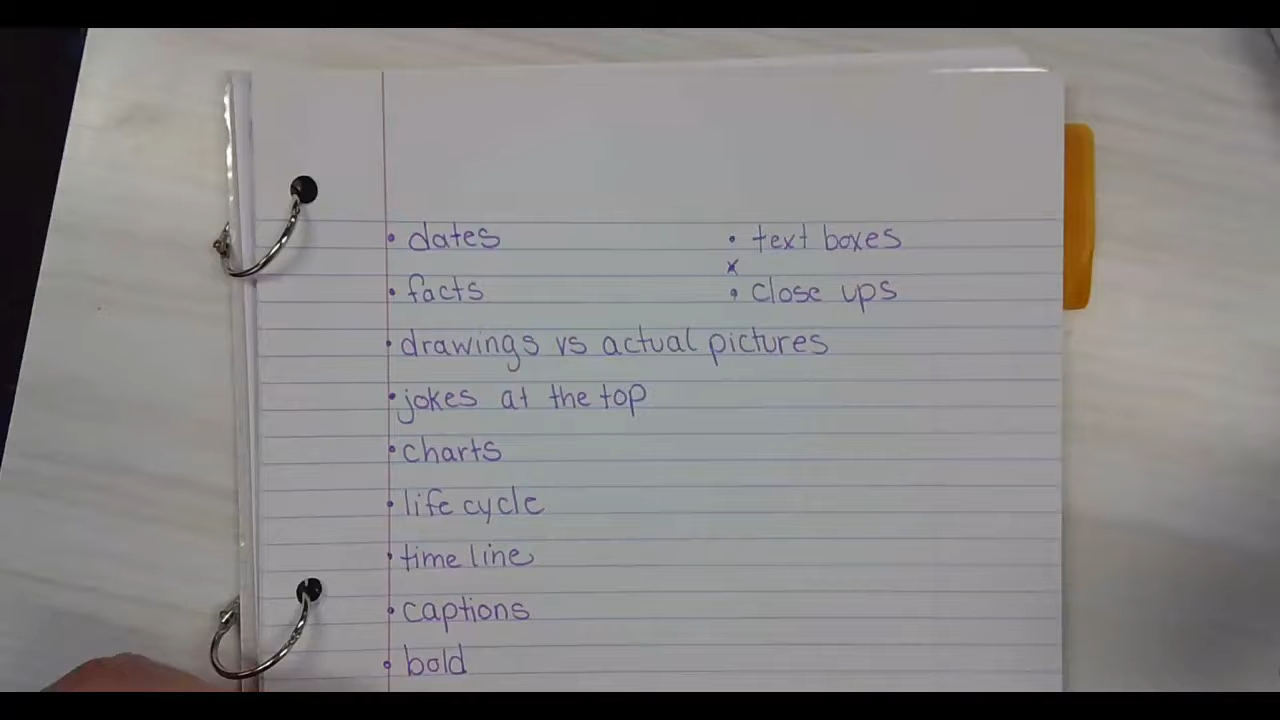 • dates
• facts
• drawings vs actual pictures
• jokes at the top
• charts
• life cycle
• time line
• captions
• bold
• text boxes
x
• close ups